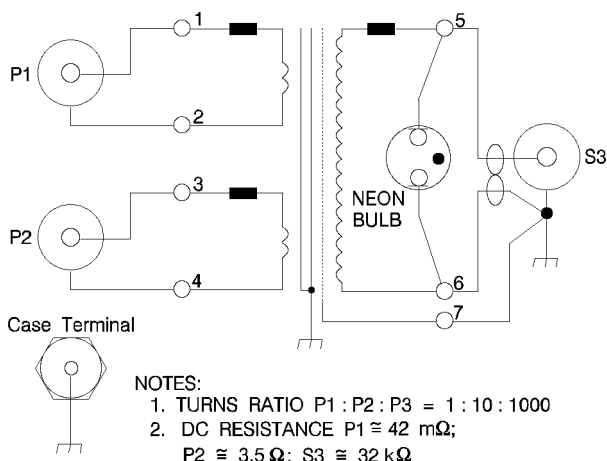 1
5
P1
2
S3
3
NEON
BULB
P2
4
6
7
Case Terminal
NOTES:
1. TURNS RATIO P1 : P2 : P3 = 1 : 10 : 1000
2. DC RESISTANCE P1 ≅ 42 mΩ;
P2 ≅ 3.5 Ω; S3 ≅ 32 kΩ